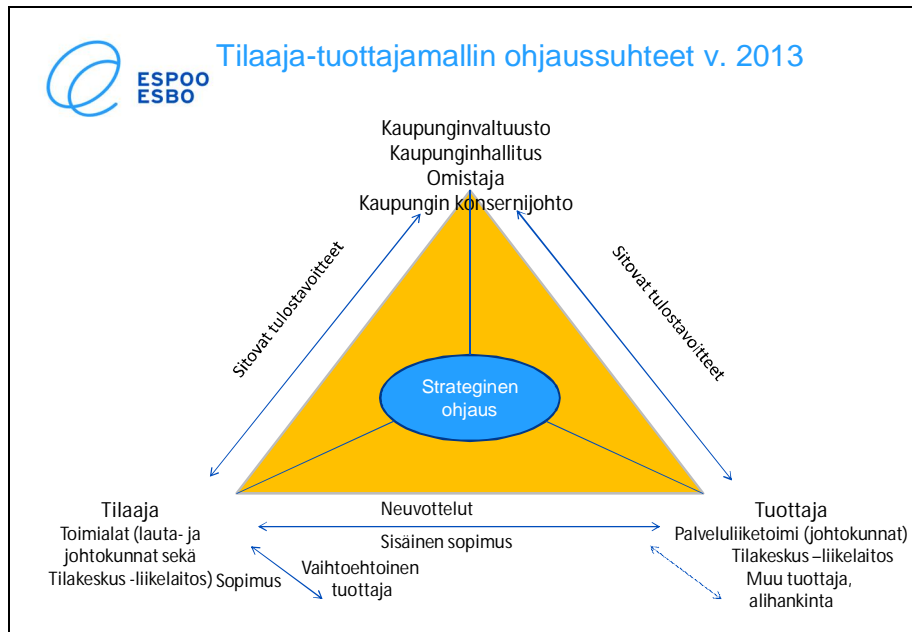 Tilaaja-tuottajamallin ohjaussuhteet v. 2013
ESPOO
ESBO
Kaupunginvaltuusto
Kaupunginhallitus
Omistaja
Kaupungin konsernijohto
Sitovat tulostavoitteet
Sitovat tulostavoitteet
Strateginen
ohjaus
Tilaaja
Toimialat (lauta- ja
johtokunnat sekä
Tilakeskus -liikelaitos)
Neuvottelut
Sisäinen sopimus
Sopimus
Vaihtoehtoinen
tuottaja
Tuottaja
Palveluliiketoimi (johtokunnat)
Tilakeskus –liikelaitos
Muu tuottaja,
alihankinta